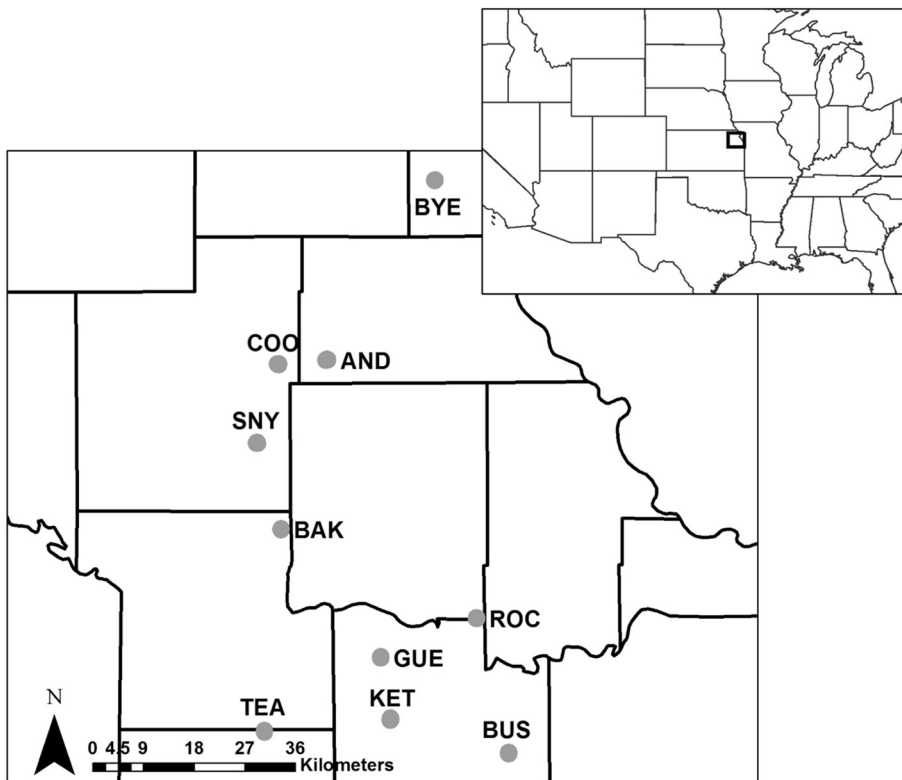 BYE
COO
AND
SNY
BAK
ROC
GUE
KET
TEA
BUS
N
0 4.5 9 18 27 36
Kilometers